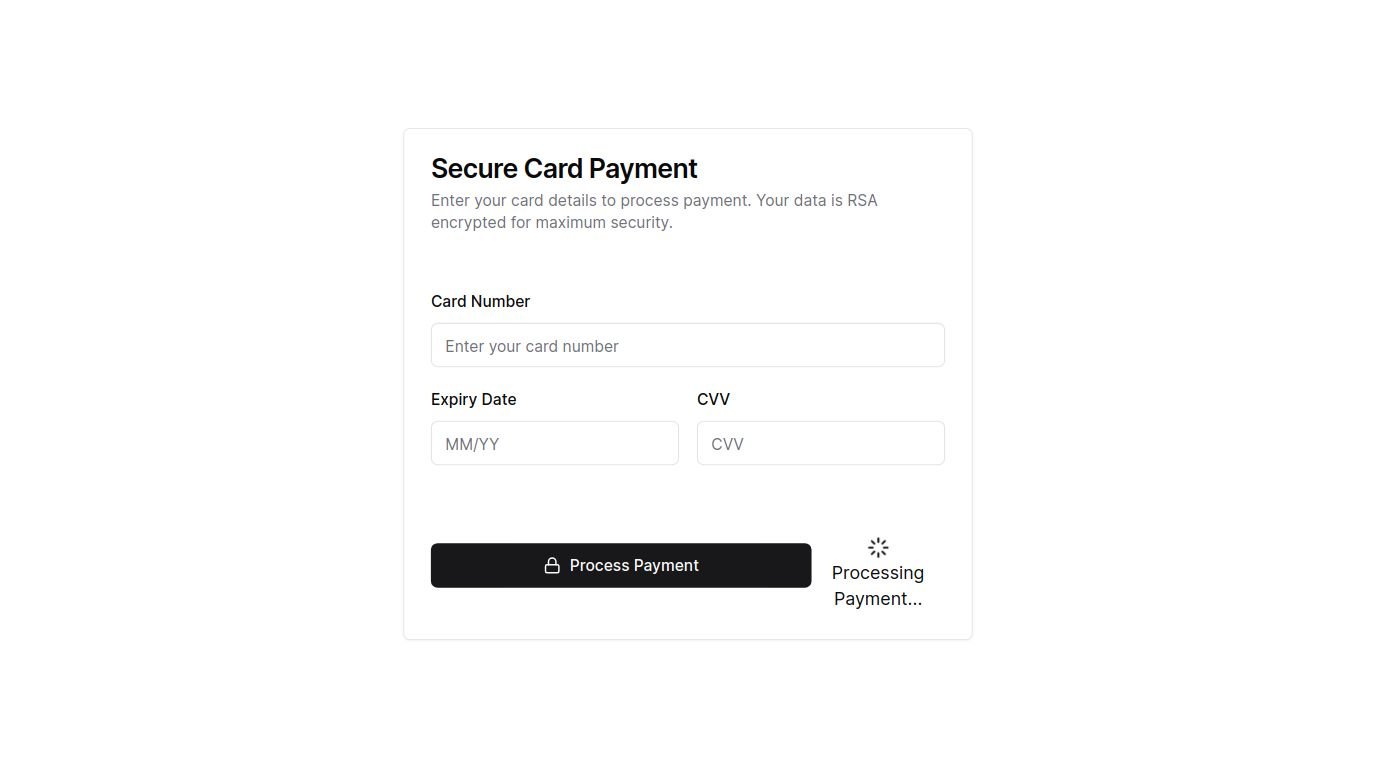 Secure Card Payment
Enter your card details to process payment. Your data is RSA
encrypted for maximum security.
Card Number
Enter your card number
Expiry Date
CVV
MM/YY
CVV
Process Payment
Processing
Payment...